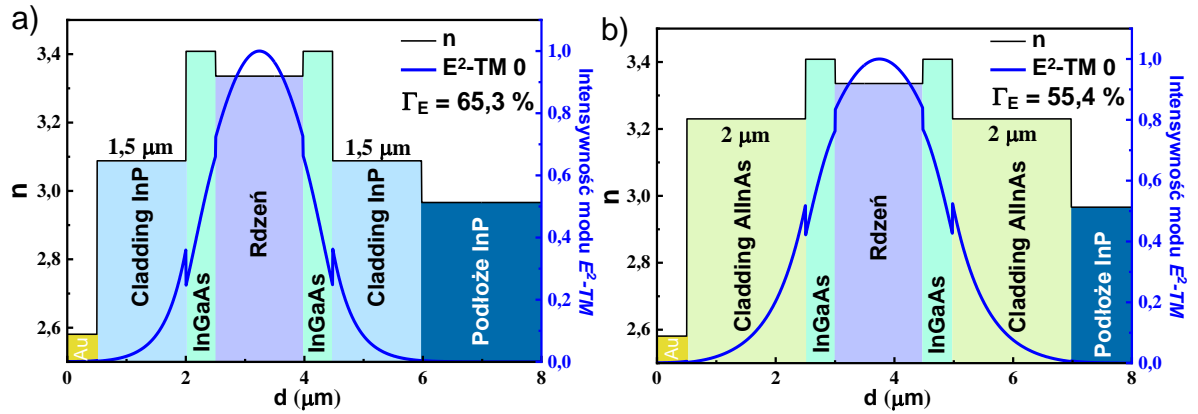 a)
n
E²-TM 0
Γ_E = 65,3 %
1,5 µm
1,5 µm
Au
Cladding InP
InGaAs
Rdzeń
InGaAs
Cladding InP
Podłoże InP
n
3,4
3,2
3,0
2,8
2,6
1,0
0,8
0,6
0,4
0,2
0,0
Intensywność modu E²-TM
0 2 4 6 8
d (µm)
b)
n
E²-TM 0
Γ_E = 55,4 %
2 µm
2 µm
Au
Cladding AlInAs
InGaAs
Rdzeń
InGaAs
Cladding AlInAs
Podłoże InP
n
3,4
3,2
3,0
2,8
2,6
1,0
0,8
0,6
0,4
0,2
0,0
Intensywność modu E²-TM
0 2 4 6 8
d (µm)